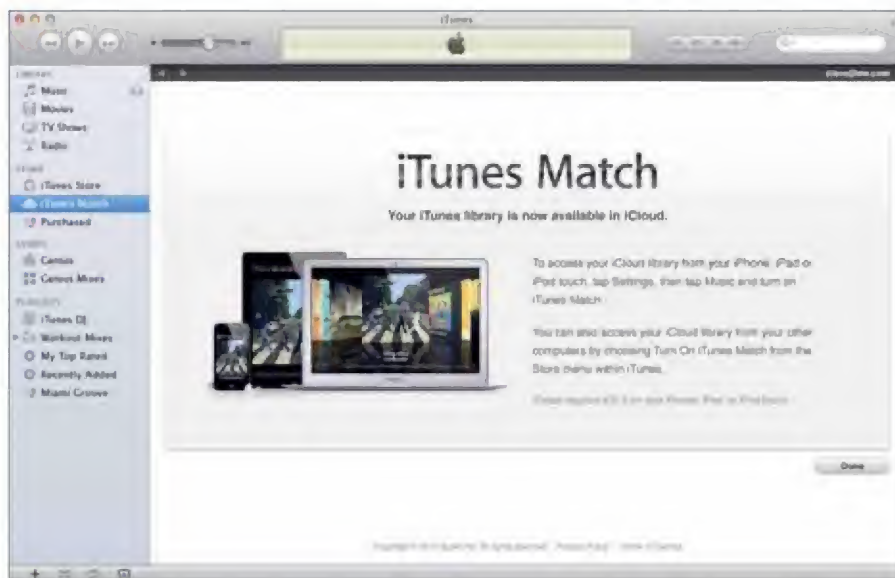 iTunes
LIBRARY
Music
Movies
TV Shows
Radio
STORE
iTunes Store
iTunes Match
Purchased
GENIUS
Genius
Genius Mixes
PLAYLISTS
iTunes DJ
Workout Mixes
My Top Rated
Recently Added
Miami Groove
iTunes Match
Your iTunes library is now available in iCloud.
To access your iCloud library from your iPhone, iPad or
iPod touch, tap Settings, then tap Music and turn on
iTunes Match.
You can also access your iCloud library from your other
computers by choosing Turn On iTunes Match from the
Store menu within iTunes.
Done